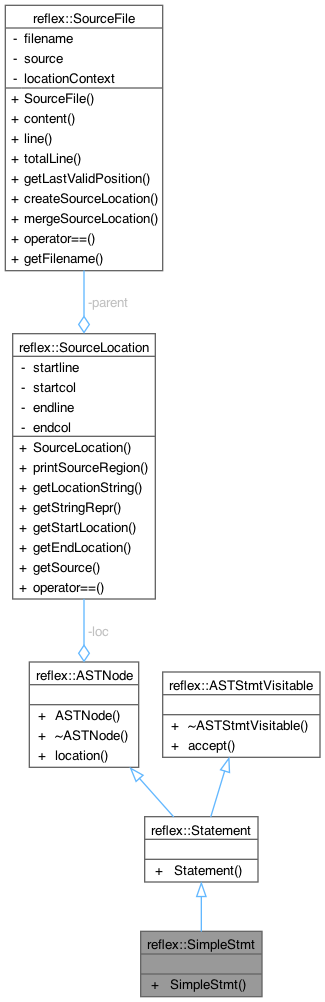 reflex::SourceFile
- filename
- source
- locationContext
+ SourceFile()
+ content()
+ line()
+ totalLine()
+ getLastValidPosition()
+ createSourceLocation()
+ mergeSourceLocation()
+ operator==()
+ getFilename()
-parent
reflex::SourceLocation
- startline
- startcol
- endline
- endcol
+ SourceLocation()
+ printSourceRegion()
+ getLocationString()
+ getStringRepr()
+ getStartLocation()
+ getEndLocation()
+ getSource()
+ operator==()
-loc
reflex::ASTNode
+ ASTNode()
+ ~ASTNode()
+ location()
reflex::ASTStmtVisitable
+ ~ASTStmtVisitable()
+ accept()
reflex::Statement
+ Statement()
reflex::SimpleStmt
+ SimpleStmt()